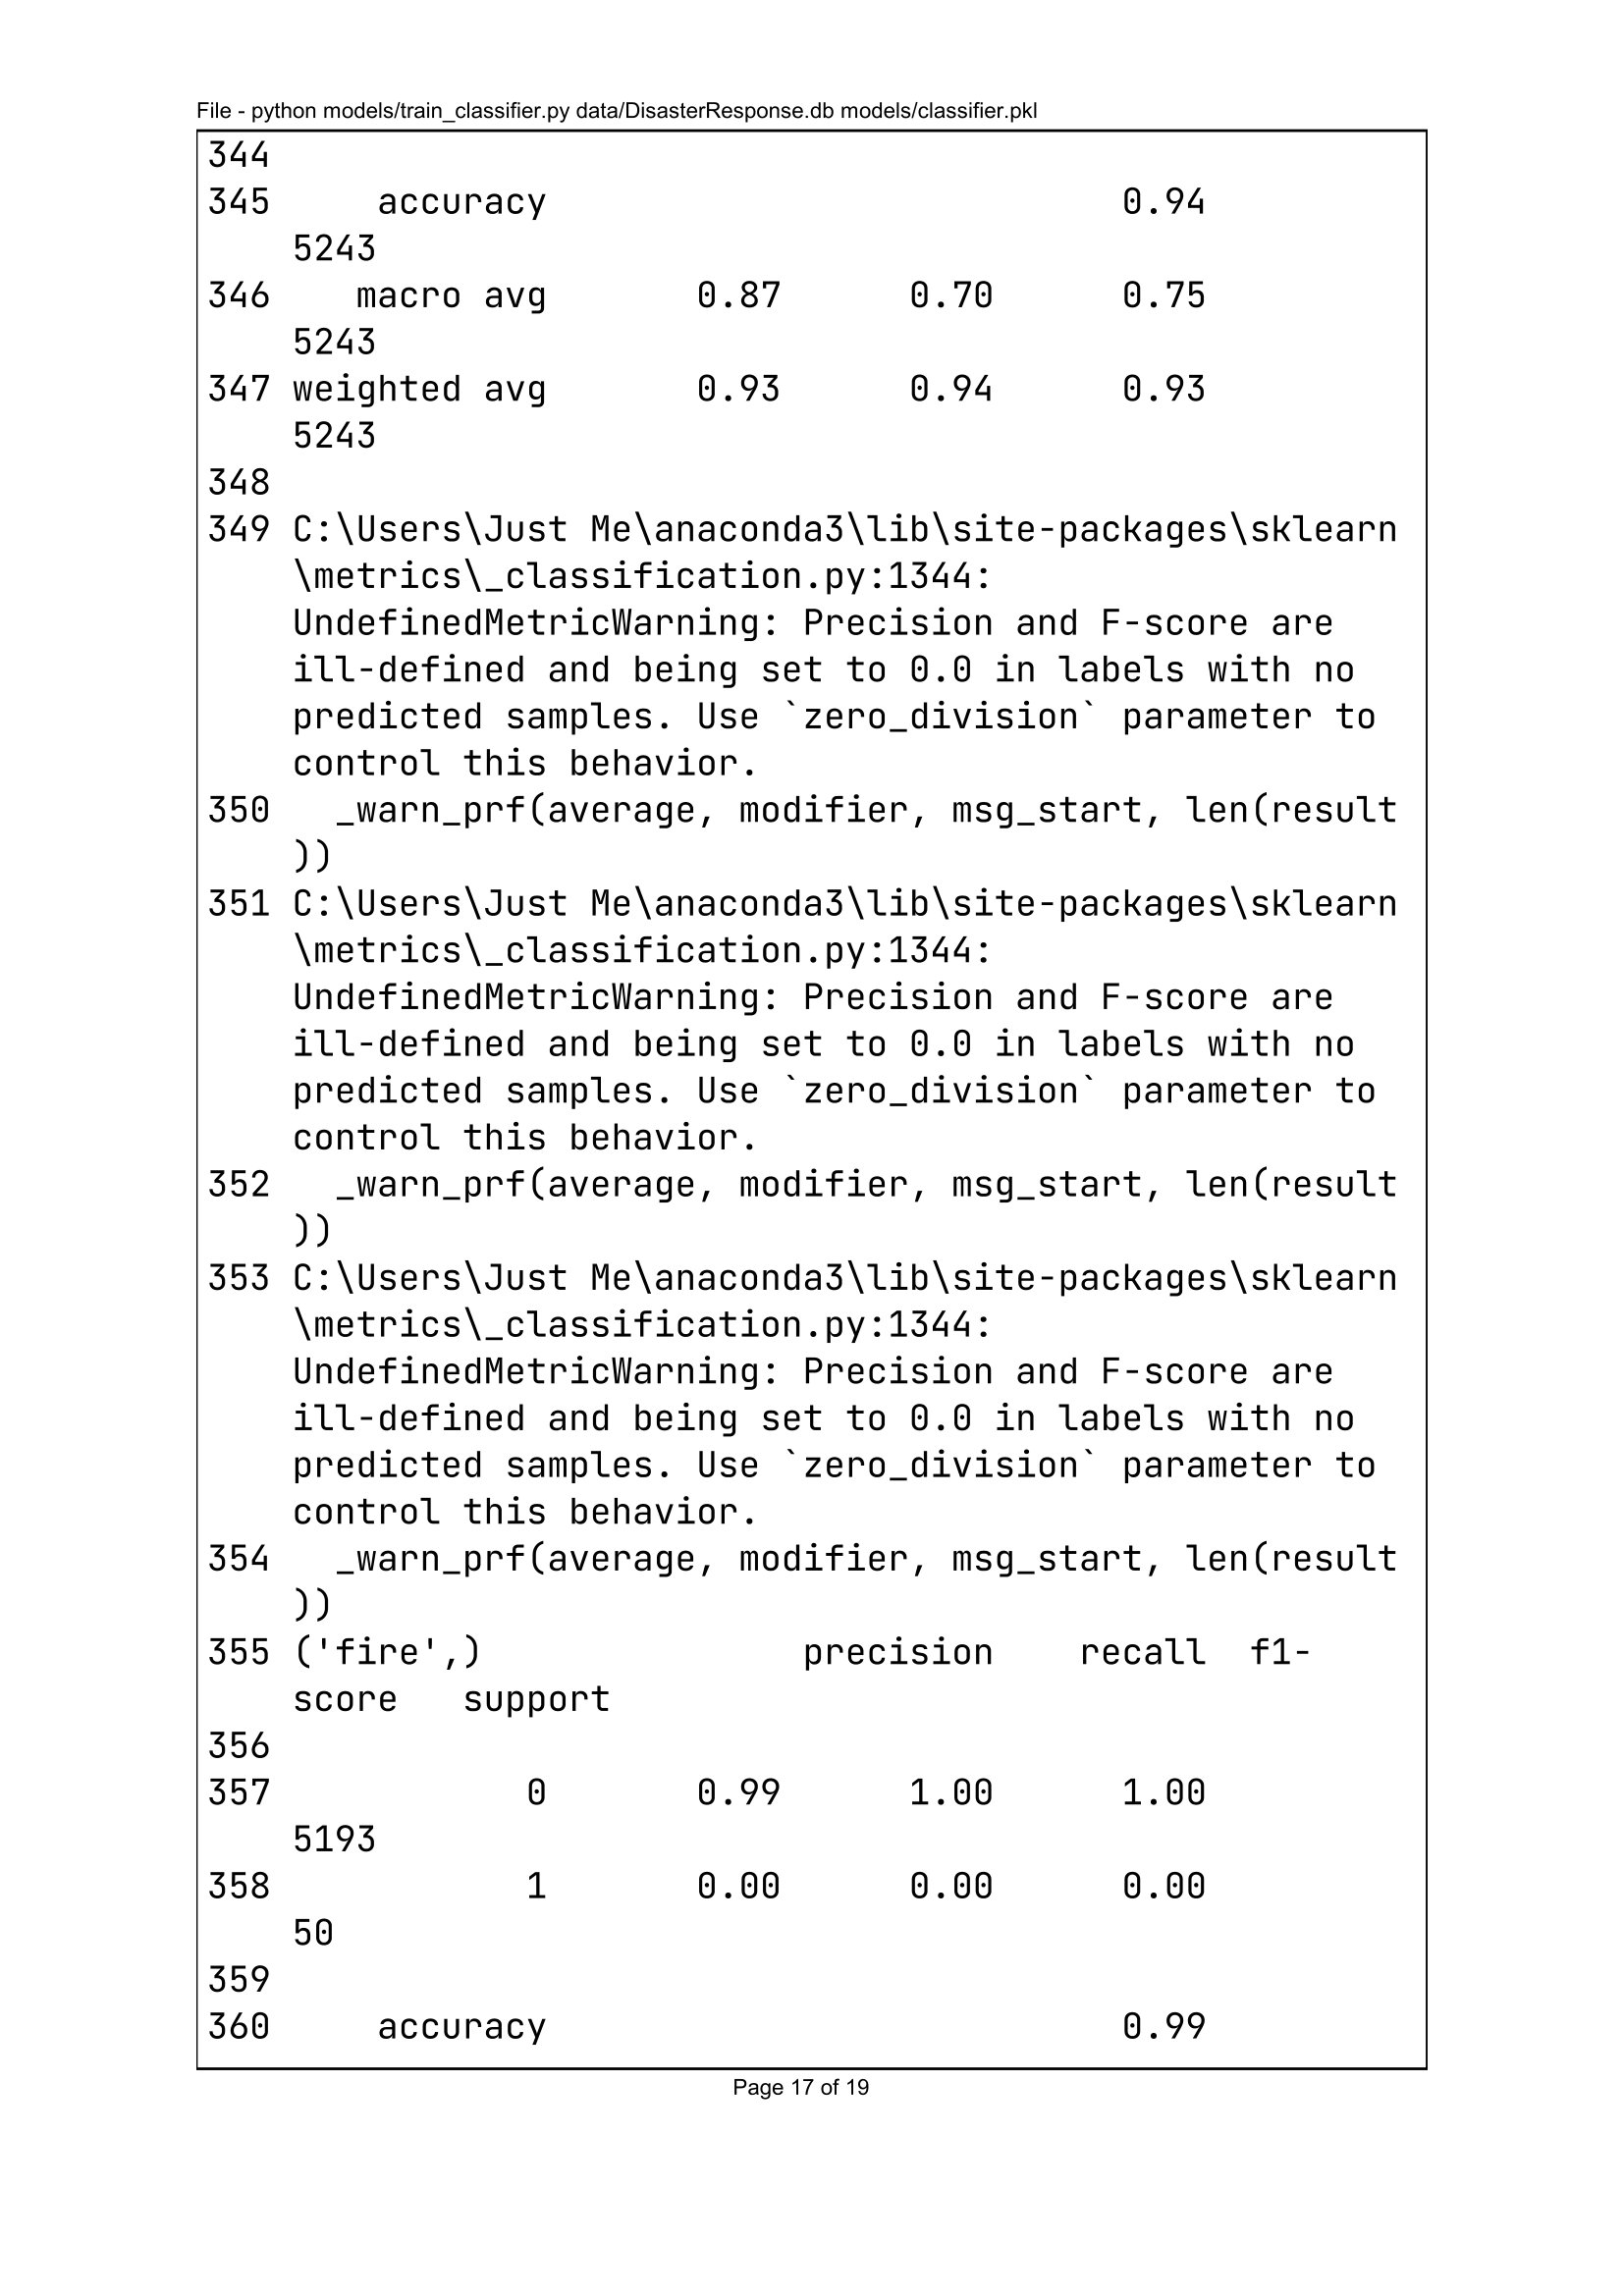 File - python models/train_classifier.py data/DisasterResponse.db models/classifier.pkl
344
345     accuracy                           0.94
    5243
346    macro avg       0.87      0.70      0.75
    5243
347 weighted avg       0.93      0.94      0.93
    5243
348
349 C:\Users\Just Me\anaconda3\lib\site-packages\sklearn
    \metrics\_classification.py:1344:
    UndefinedMetricWarning: Precision and F-score are
    ill-defined and being set to 0.0 in labels with no
    predicted samples. Use `zero_division` parameter to
    control this behavior.
350   _warn_prf(average, modifier, msg_start, len(result
    ))
351 C:\Users\Just Me\anaconda3\lib\site-packages\sklearn
    \metrics\_classification.py:1344:
    UndefinedMetricWarning: Precision and F-score are
    ill-defined and being set to 0.0 in labels with no
    predicted samples. Use `zero_division` parameter to
    control this behavior.
352   _warn_prf(average, modifier, msg_start, len(result
    ))
353 C:\Users\Just Me\anaconda3\lib\site-packages\sklearn
    \metrics\_classification.py:1344:
    UndefinedMetricWarning: Precision and F-score are
    ill-defined and being set to 0.0 in labels with no
    predicted samples. Use `zero_division` parameter to
    control this behavior.
354   _warn_prf(average, modifier, msg_start, len(result
    ))
355 ('fire',)               precision    recall  f1-
    score   support
356
357            0       0.99      1.00      1.00
    5193
358            1       0.00      0.00      0.00
    50
359
360     accuracy                           0.99
Page 17 of 19